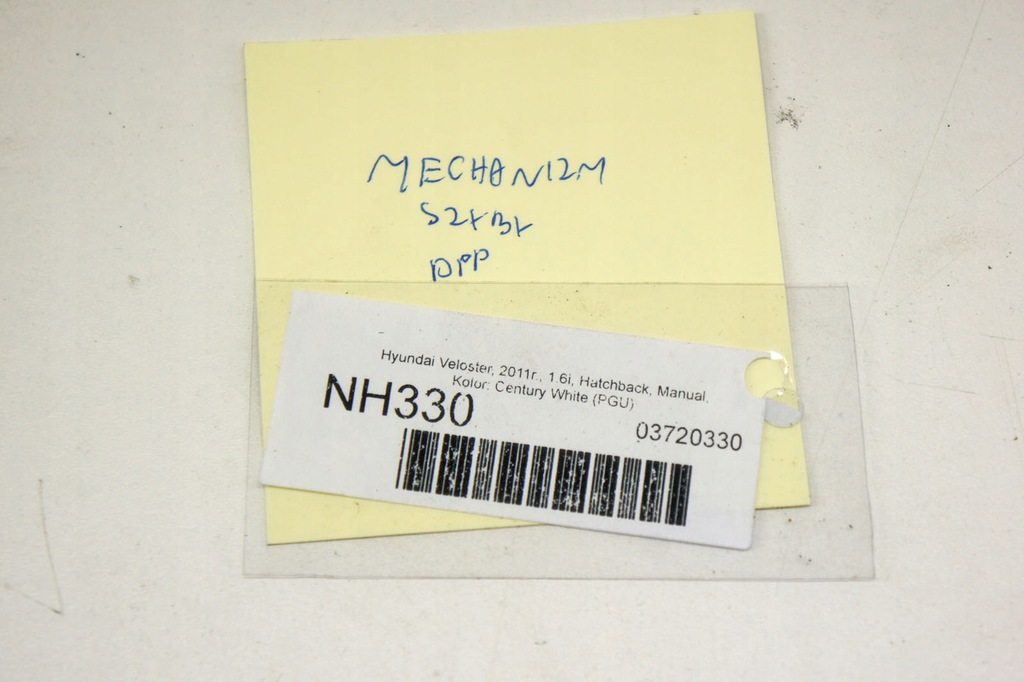 MECHANIZM
SZYBY
DPP
Hyundai Veloster, 2011r., 1.6i, Hatchback, Manual,
Kolor: Century White (PGU)
NH330
03720330